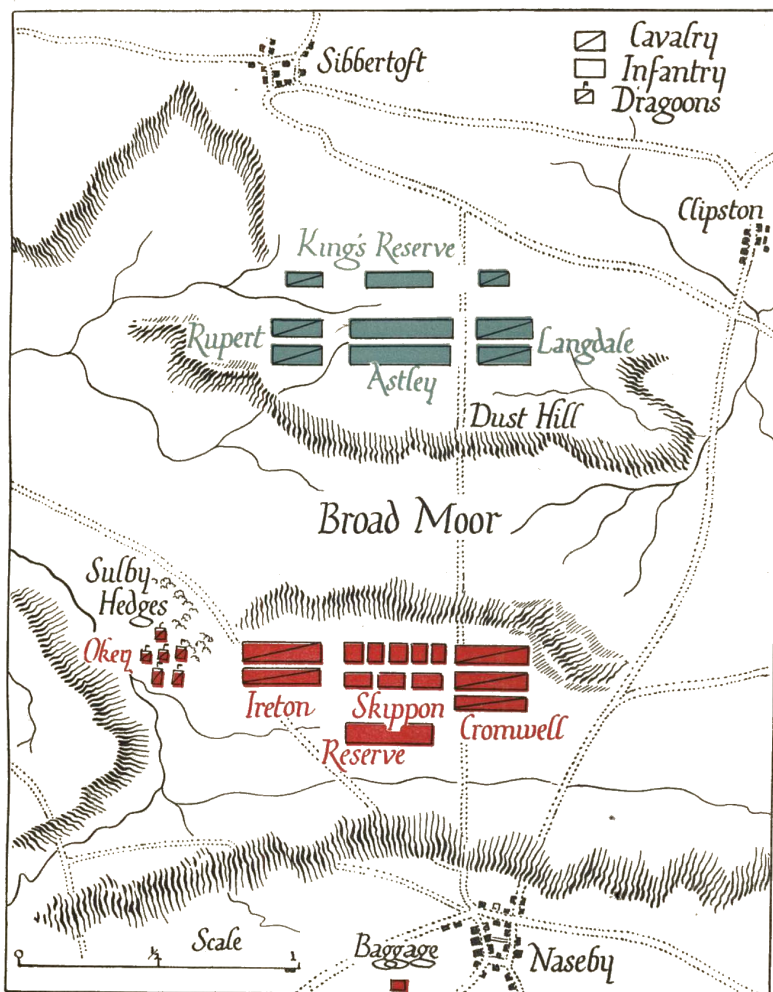 Sibbertoft
Cavalry
Infantry
Dragoons
Clipston
King's Reserve
Rupert
Langdale
Astley
Dust Hill
Broad Moor
Sulby
Hedges
Okey
Ireton
Skippon
Cromwell
Reserve
Scale
0 ½ 1
Baggage
Naseby